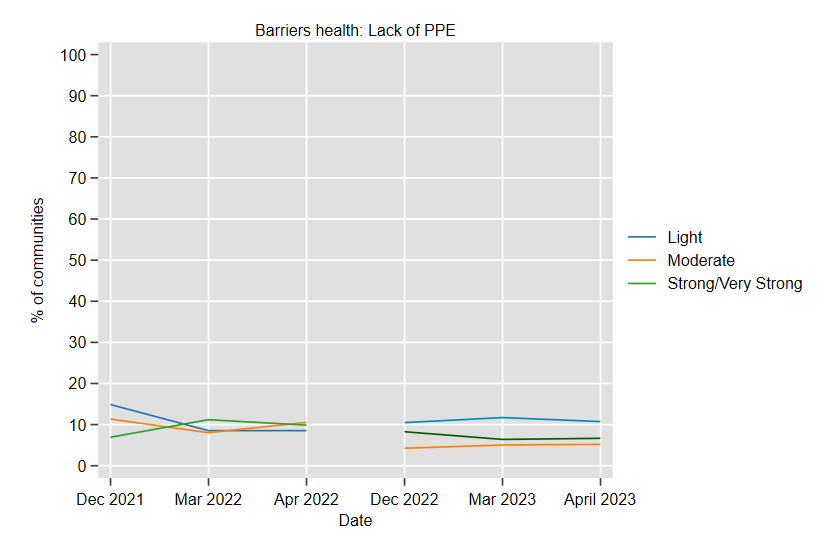 Barriers health: Lack of PPE
100
90
80
70
60
50
40
30
20
10
0
% of communities
Dec 2021 Mar 2022 Apr 2022 Dec 2022 Mar 2023 April 2023
Date
Light
Moderate
Strong/Very Strong